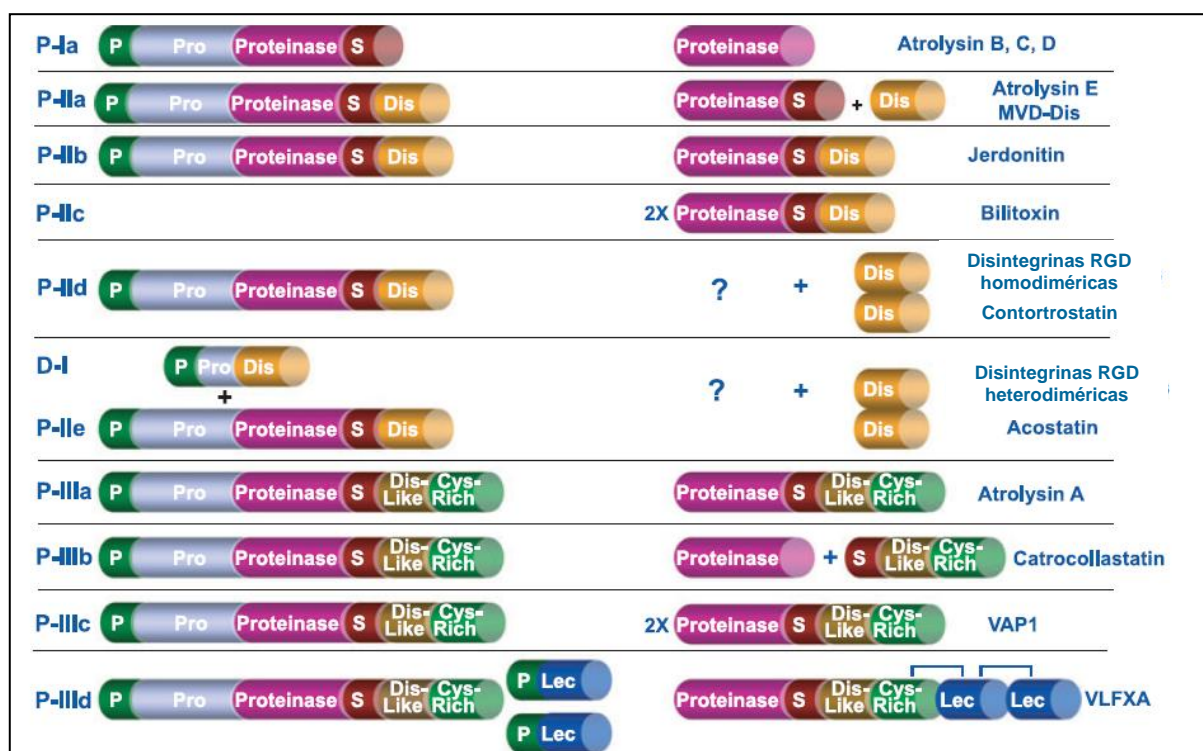 P-Ia P Pro Proteinase S Proteinase Atrolysin B, C, D
P-IIa P Pro Proteinase S Dis Proteinase S + Dis Atrolysin E
MVD-Dis
P-IIb P Pro Proteinase S Dis Proteinase S Dis Jerdonitin
P-IIc 2X Proteinase S Dis Bilitoxin
P-IId P Pro Proteinase S Dis ? + Dis Dis Disintegrinas RGD
homodiméricas
Contortrostatin
D-I P Pro Dis
+
? + Dis Dis Disintegrinas RGD
heterodiméricas
P-IIe P Pro Proteinase S Dis Acostatin
P-IIIa P Pro Proteinase S Dis-Like Cys-Rich Proteinase S Dis-Like Cys-Rich Atrolysin A
P-IIIb P Pro Proteinase S Dis-Like Cys-Rich Proteinase + S Dis-Like Cys-Rich Catrocollastatin
P-IIIc P Pro Proteinase S Dis-Like Cys-Rich 2X Proteinase S Dis-Like Cys-Rich VAP1
P-IIId P Pro Proteinase S Dis-Like Cys-Rich P Lec P Lec Proteinase S Dis-Like Cys-Rich Lec Lec VLFXA